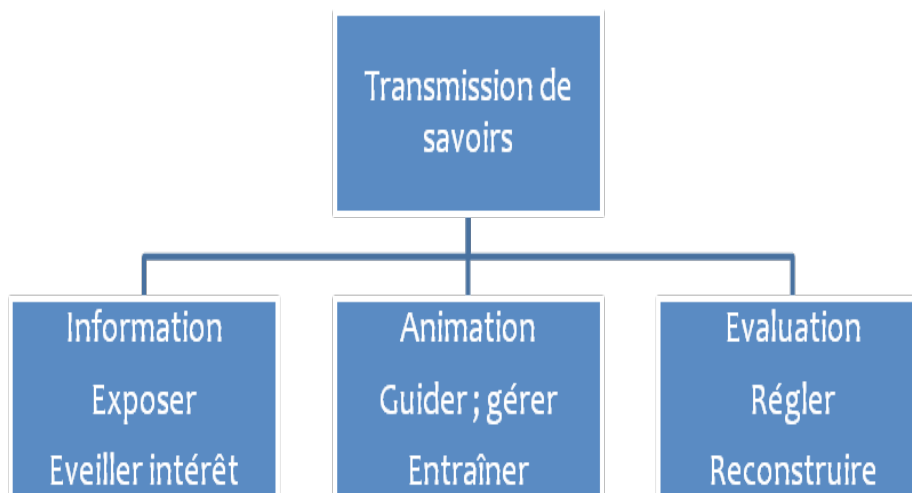 Transmission de
savoirs
Information
Exposer
Eveiller intérêt
Animation
Guider ; gérer
Entraîner
Evaluation
Régler
Reconstruire